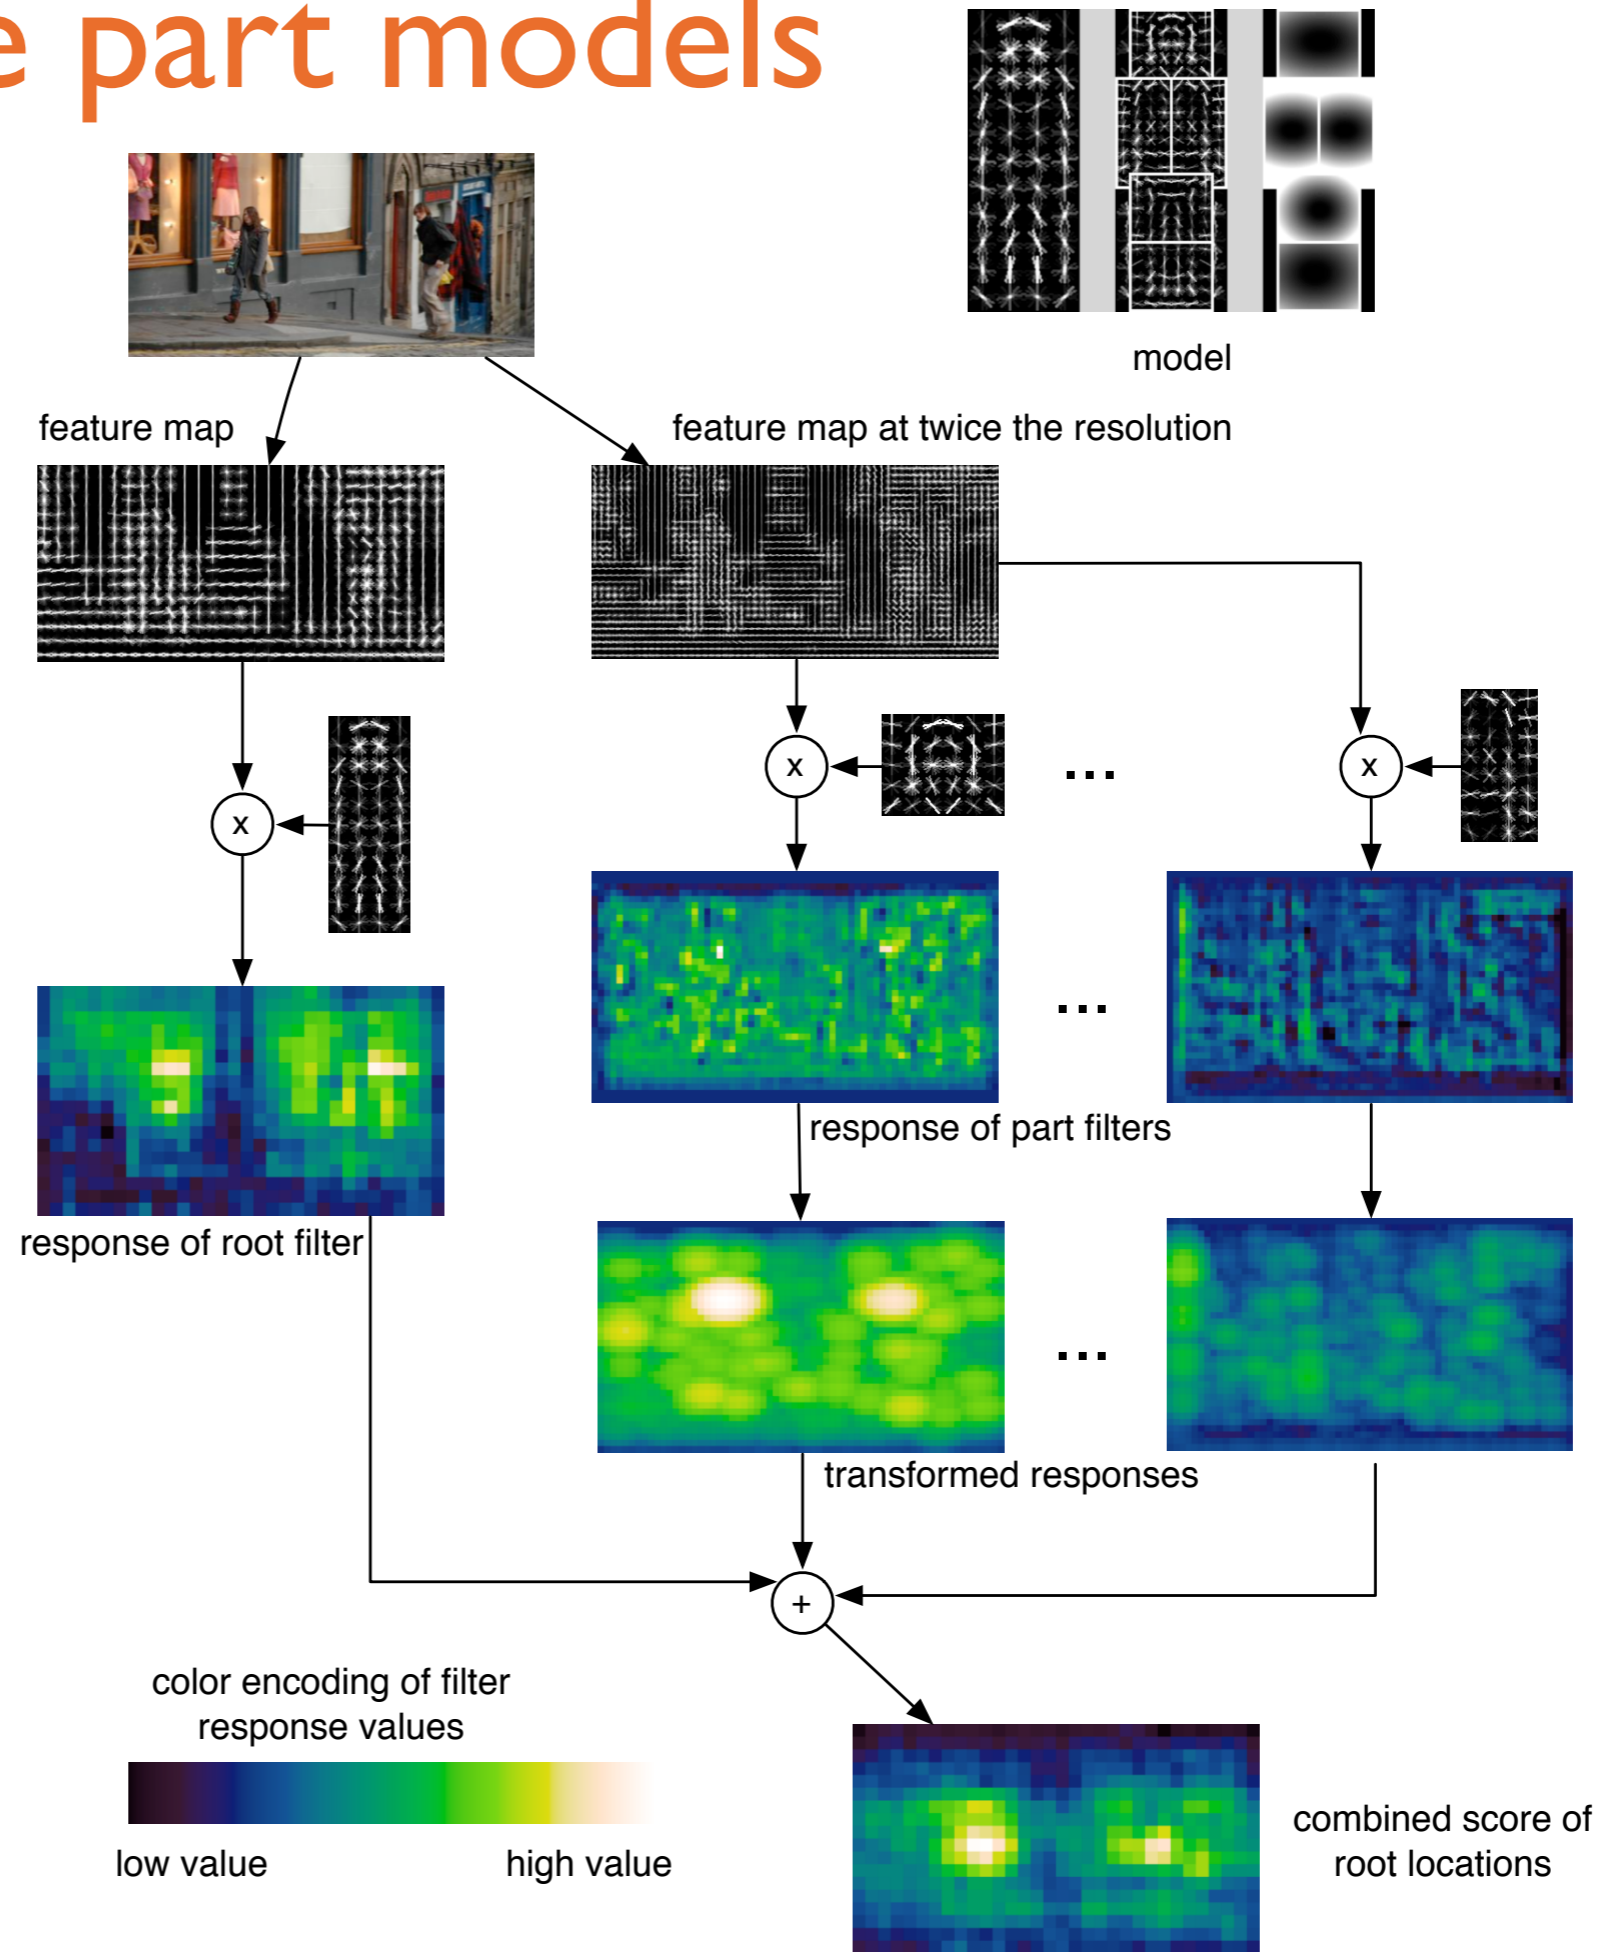 e part models
model
feature map
feature map at twice the resolution
x
...
x
x
...
response of part filters
response of root filter
...
transformed responses
+
color encoding of filter
response values
low value
high value
combined score of
root locations